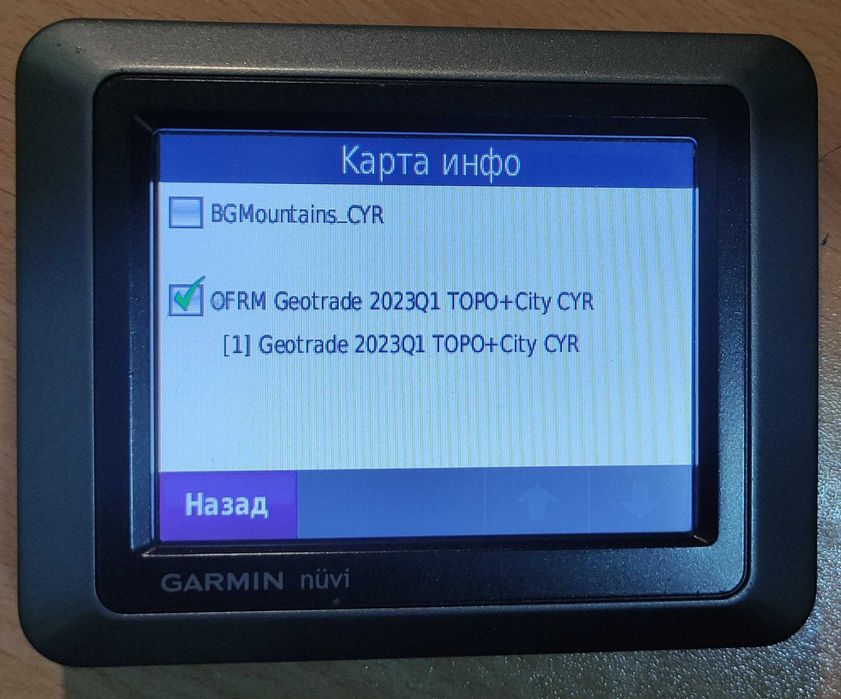 Карта инфо
BGMountains_CYR
OFRM Geotrade 2023Q1 TOPO+City CYR
[1] Geotrade 2023Q1 TOPO+City CYR
Назад
GARMIN nüvi